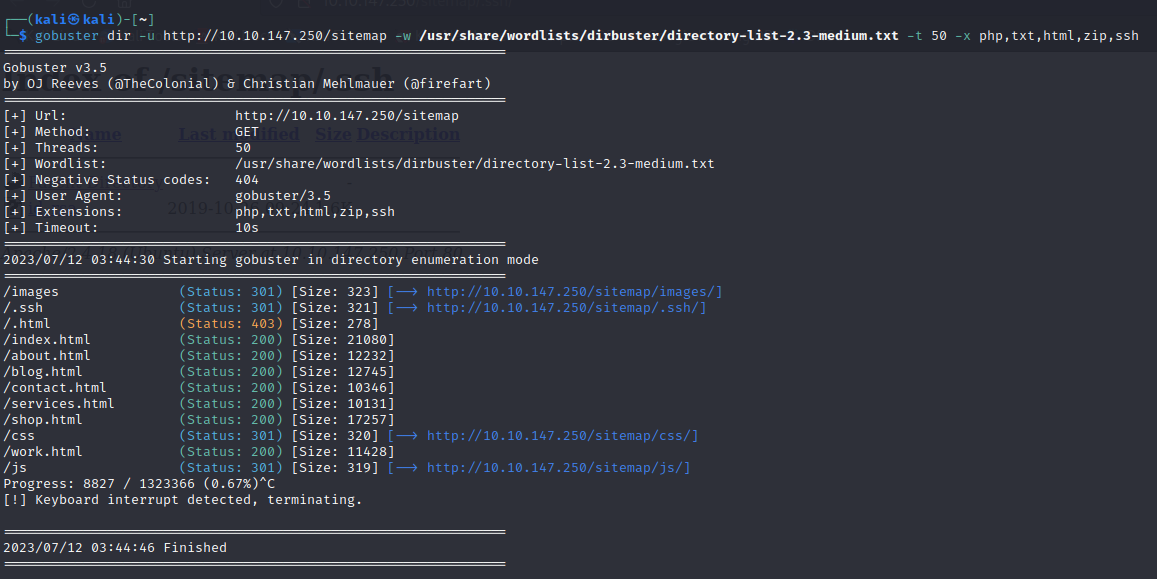 ┌──(kali㉿kali)-[~]
└─$ gobuster dir -u http://10.10.147.250/sitemap -w /usr/share/wordlists/dirbuster/directory-list-2.3-medium.txt -t 50 -x php,txt,html,zip,ssh
===============================================================
Gobuster v3.5
by OJ Reeves (@TheColonial) & Christian Mehlmauer (@firefart)
===============================================================
[+] Url:                     http://10.10.147.250/sitemap
[+] Method:                  GET
[+] Threads:                 50
[+] Wordlist:                /usr/share/wordlists/dirbuster/directory-list-2.3-medium.txt
[+] Negative Status codes:   404
[+] User Agent:              gobuster/3.5
[+] Extensions:              php,txt,html,zip,ssh
[+] Timeout:                 10s
===============================================================
2023/07/12 03:44:30 Starting gobuster in directory enumeration mode
===============================================================
/images               (Status: 301) [Size: 323] [--> http://10.10.147.250/sitemap/images/]
/.ssh                 (Status: 301) [Size: 321] [--> http://10.10.147.250/sitemap/.ssh/]
/.html                (Status: 403) [Size: 278]
/index.html           (Status: 200) [Size: 21080]
/about.html           (Status: 200) [Size: 12232]
/blog.html            (Status: 200) [Size: 12745]
/contact.html         (Status: 200) [Size: 10346]
/services.html        (Status: 200) [Size: 10131]
/shop.html            (Status: 200) [Size: 17257]
/css                  (Status: 301) [Size: 320] [--> http://10.10.147.250/sitemap/css/]
/work.html            (Status: 200) [Size: 11428]
/js                   (Status: 301) [Size: 319] [--> http://10.10.147.250/sitemap/js/]
Progress: 8827 / 1323366 (0.67%)^C
[!] Keyboard interrupt detected, terminating.
===============================================================
2023/07/12 03:44:46 Finished
===============================================================